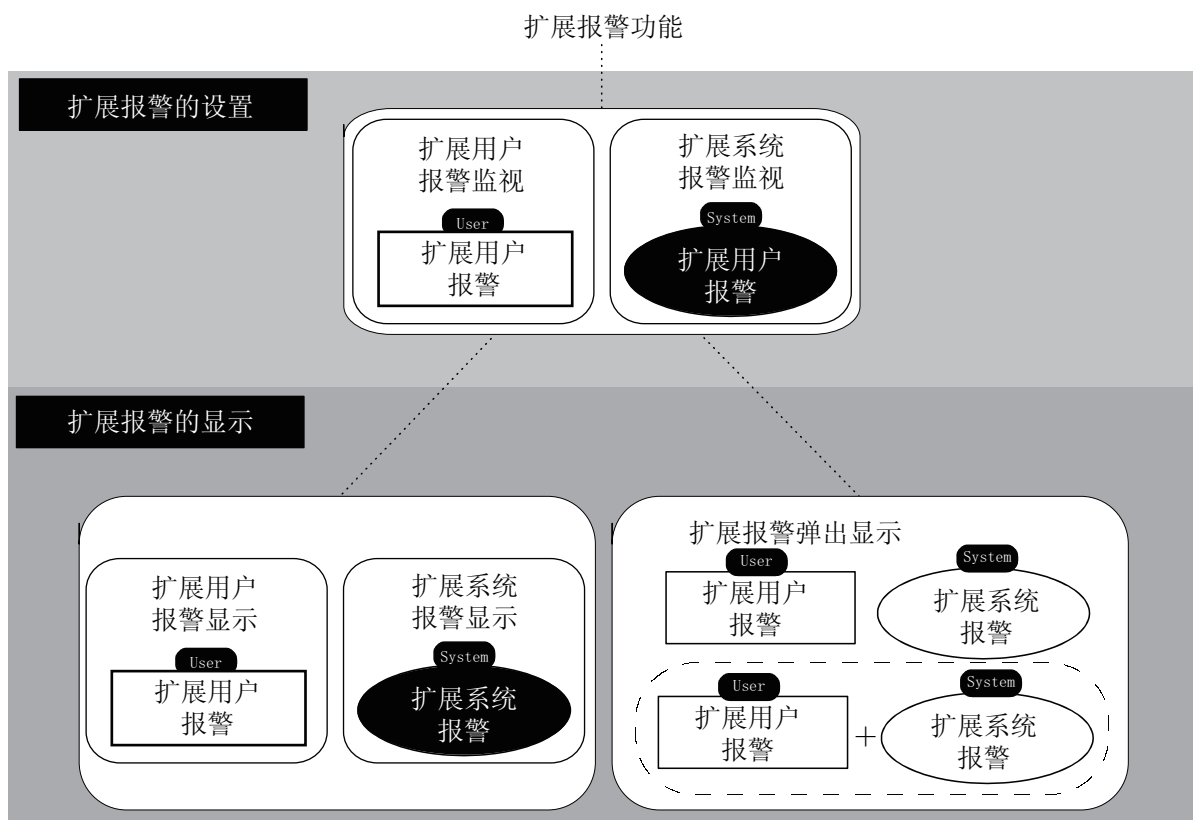 扩展报警功能
扩展报警的设置
扩展用户
报警监视
User
扩展用户
报警
扩展系统
报警监视
System
扩展用户
报警
扩展报警的显示
扩展用户
报警显示
User
扩展用户
报警
扩展系统
报警显示
System
扩展系统
报警
扩展报警弹出显示
User
扩展用户
报警
System
扩展系统
报警
User
扩展用户
报警
+
System
扩展系统
报警